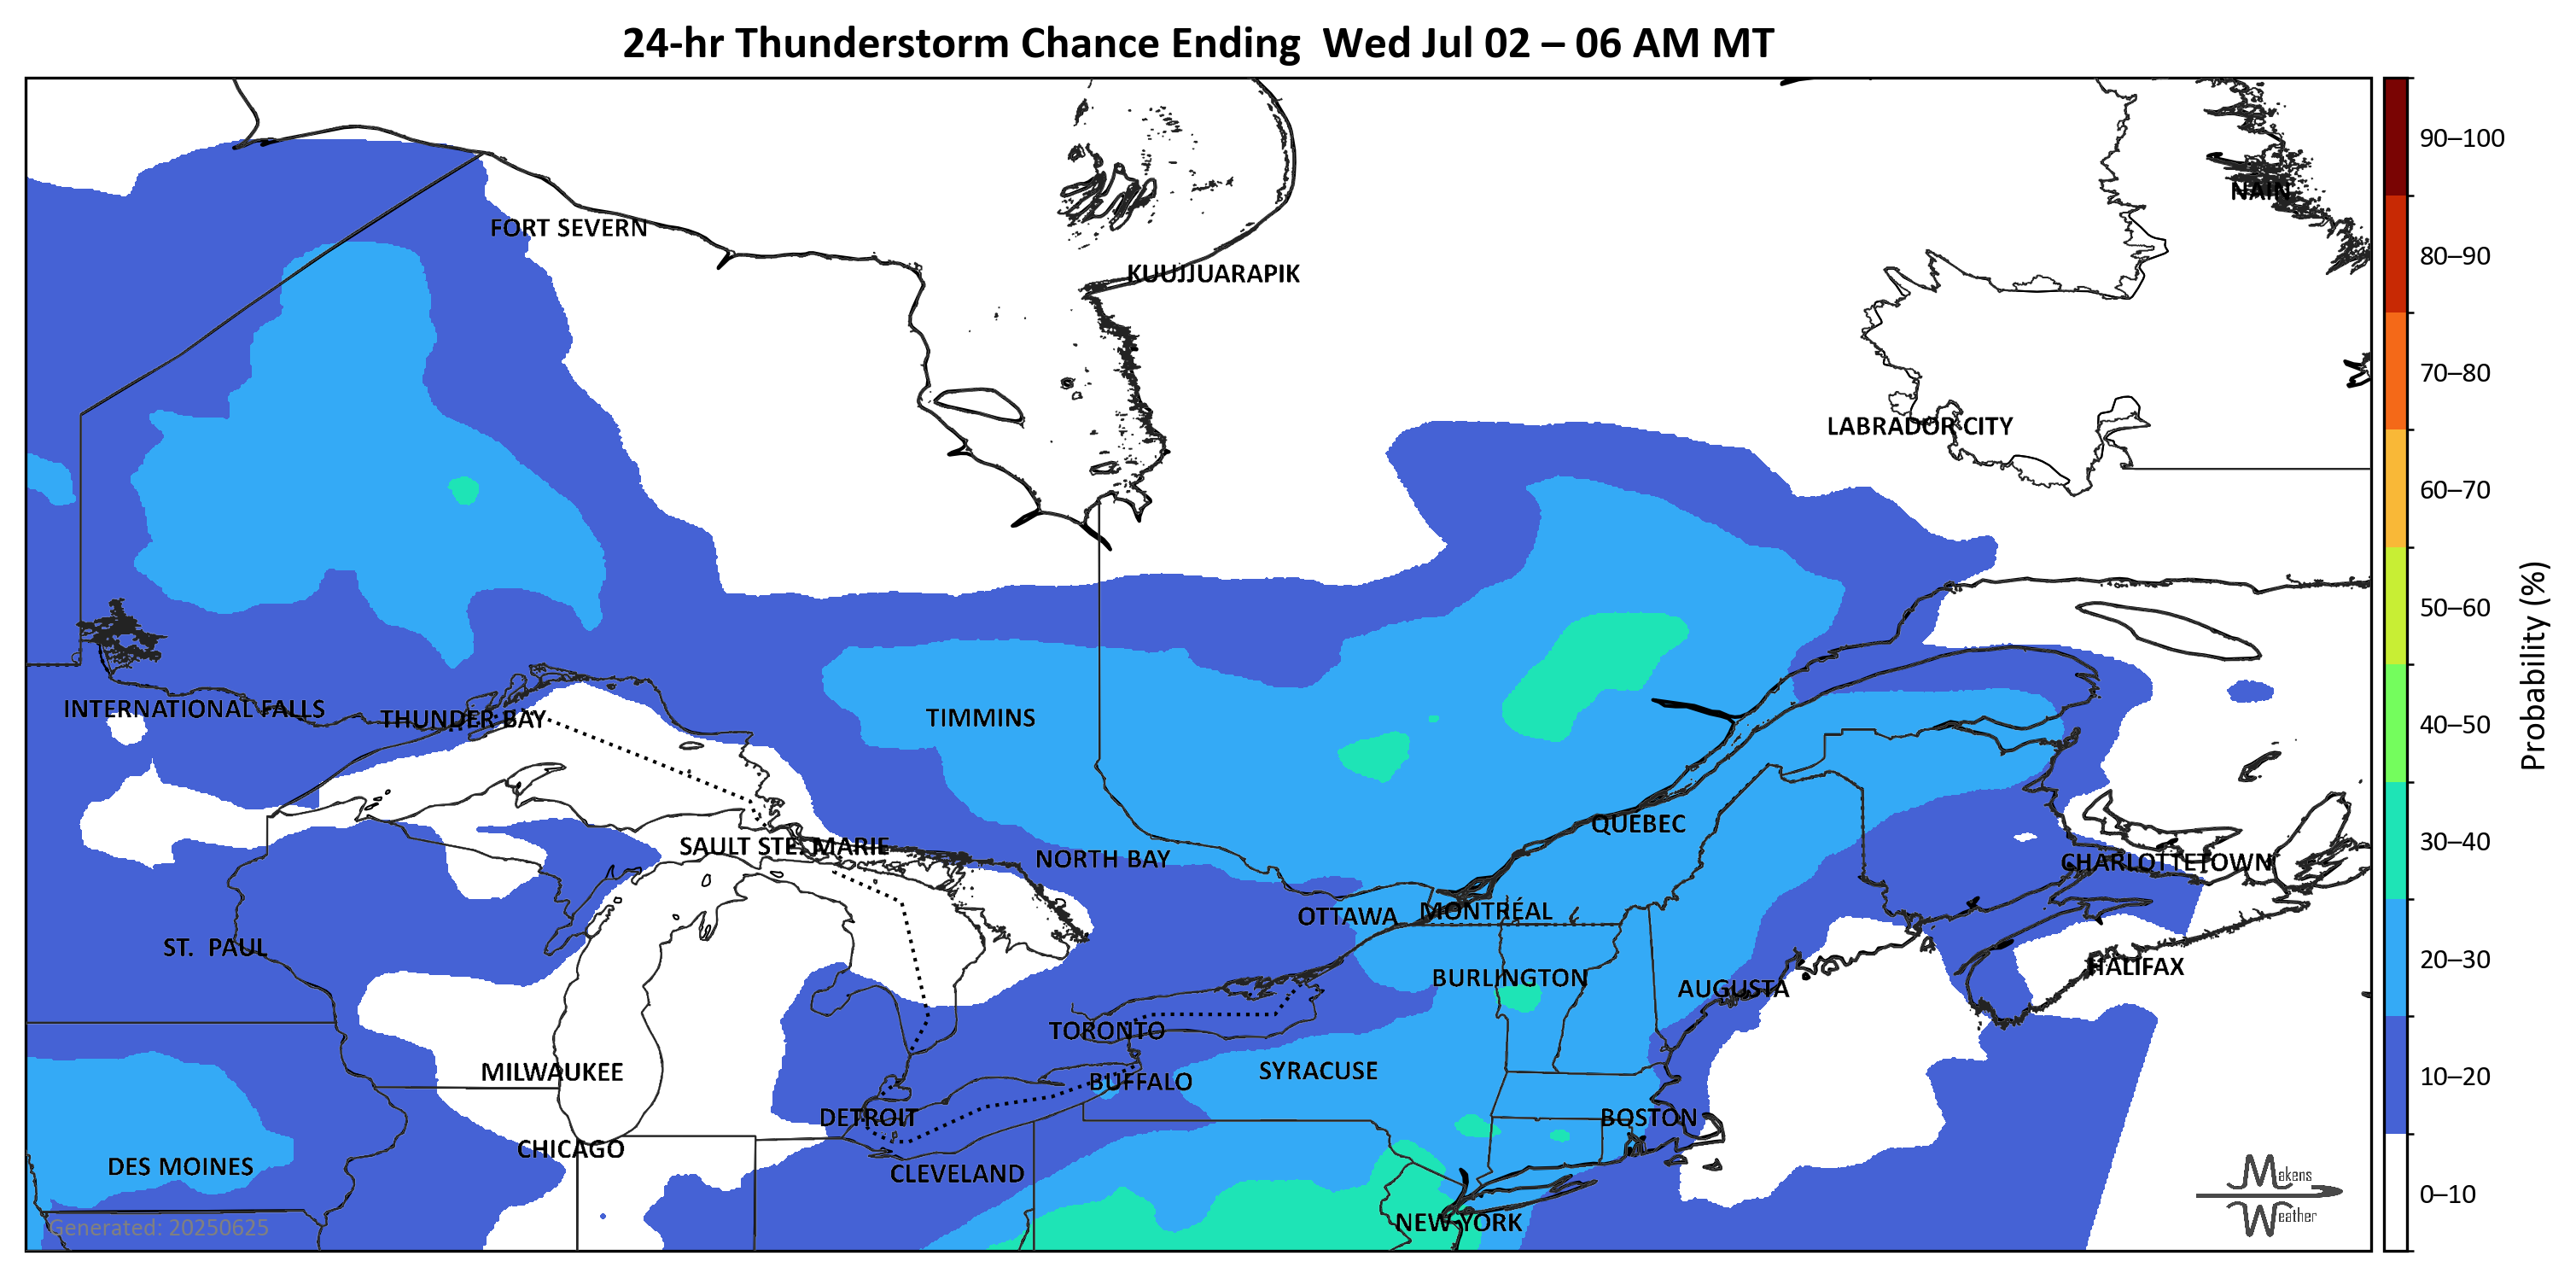 24-hr Thunderstorm Chance Ending  Wed Jul 02 – 06 AM MT
90–100
NAIN
FORT SEVERN
80–90
KUUJJUARAPIK
70–80
LABRADOR CITY
60–70
50–60
Probability (%)
INTERNATIONAL FALLS
THUNDER BAY
TIMMINS
40–50
QUEBEC
SAULT STE. MARIE
30–40
NORTH BAY
CHARLOTTETOWN
OTTAWA
MONTRÉAL
ST.  PAUL
20–30
HALIFAX
BURLINGTON
AUGUSTA
TORONTO
MILWAUKEE
SYRACUSE
BUFFALO
10–20
DETROIT
BOSTON
CHICAGO
DES MOINES
CLEVELAND
Makens
Weather
0–10
NEW YORK
Generated: 20250625